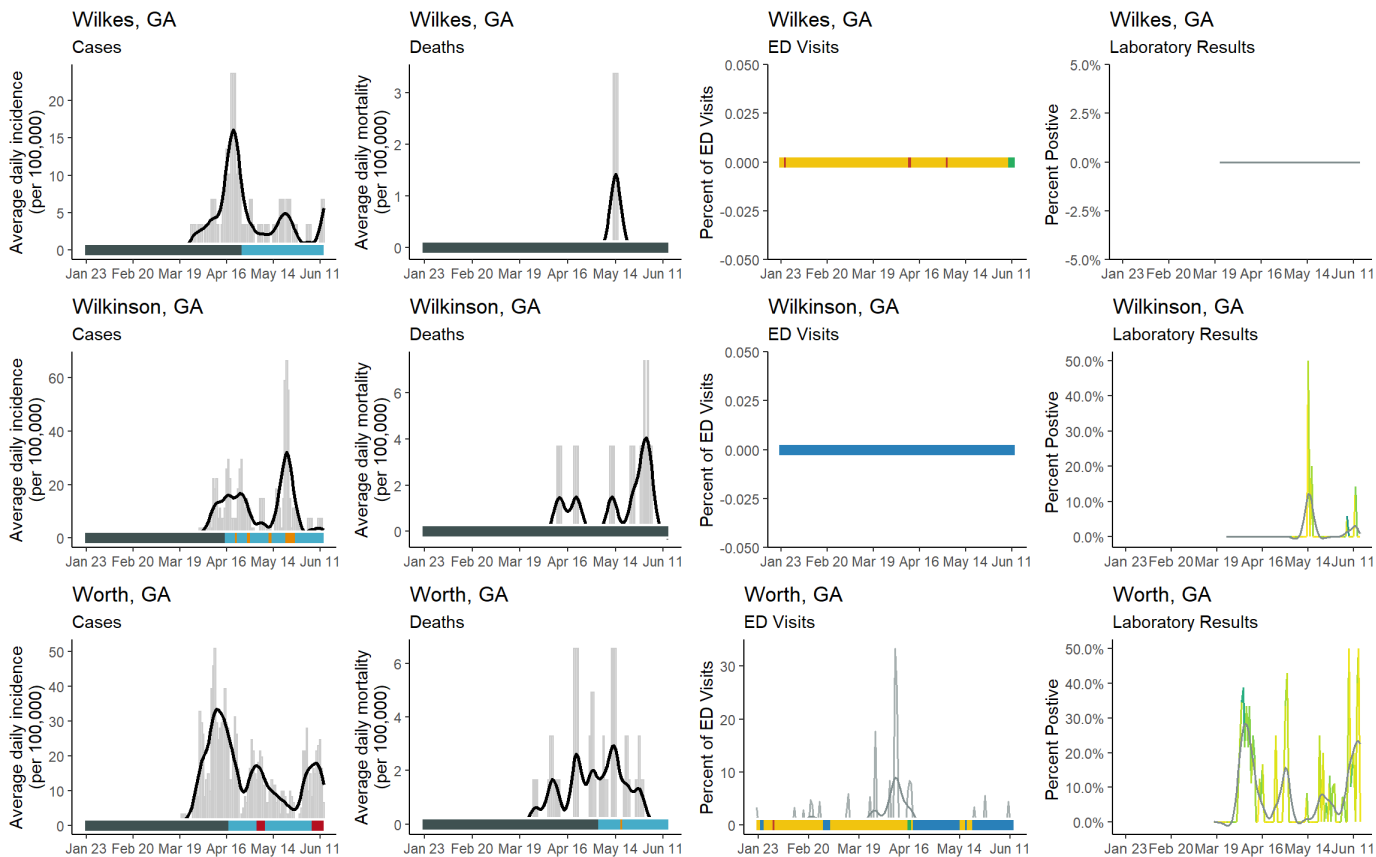 Wilkes, GA
Cases
Average daily incidence
(per 100,000)
20
15
10
5
0
Jan 23 Feb 20 Mar 19 Apr 16 May 14 Jun 11
Wilkes, GA
Deaths
Average daily mortality
(per 100,000)
3
2
1
0
Jan 23 Feb 20 Mar 19 Apr 16 May 14 Jun 11
Wilkes, GA
ED Visits
Percent of ED Visits
0.050
0.025
0.000
-0.025
-0.050
Jan 23 Feb 20 Mar 19 Apr 16 May 14 Jun 11
Wilkes, GA
Laboratory Results
Percent Postive
5.0%
2.5%
0.0%
-2.5%
-5.0%
Jan 23 Feb 20 Mar 19 Apr 16 May 14 Jun 11
Wilkinson, GA
Cases
Average daily incidence
(per 100,000)
60
40
20
0
Jan 23 Feb 20 Mar 19 Apr 16 May 14 Jun 11
Wilkinson, GA
Deaths
Average daily mortality
(per 100,000)
6
4
2
0
Jan 23 Feb 20 Mar 19 Apr 16 May 14 Jun 11
Wilkinson, GA
ED Visits
Percent of ED Visits
0.050
0.025
0.000
-0.025
-0.050
Jan 23 Feb 20 Mar 19 Apr 16 May 14 Jun 11
Wilkinson, GA
Laboratory Results
Percent Postive
50.0%
40.0%
30.0%
20.0%
10.0%
0.0%
Jan 23 Feb 20 Mar 19 Apr 16 May 14 Jun 11
Worth, GA
Cases
Average daily incidence
(per 100,000)
50
40
30
20
10
0
Jan 23 Feb 20 Mar 19 Apr 16 May 14 Jun 11
Worth, GA
Deaths
Average daily mortality
(per 100,000)
6
4
2
0
Jan 23 Feb 20 Mar 19 Apr 16 May 14 Jun 11
Worth, GA
ED Visits
Percent of ED Visits
30
20
10
0
Jan 23 Feb 20 Mar 19 Apr 16 May 14 Jun 11
Worth, GA
Laboratory Results
Percent Postive
50.0%
40.0%
30.0%
20.0%
10.0%
0.0%
Jan 23 Feb 20 Mar 19 Apr 16 May 14 Jun 11